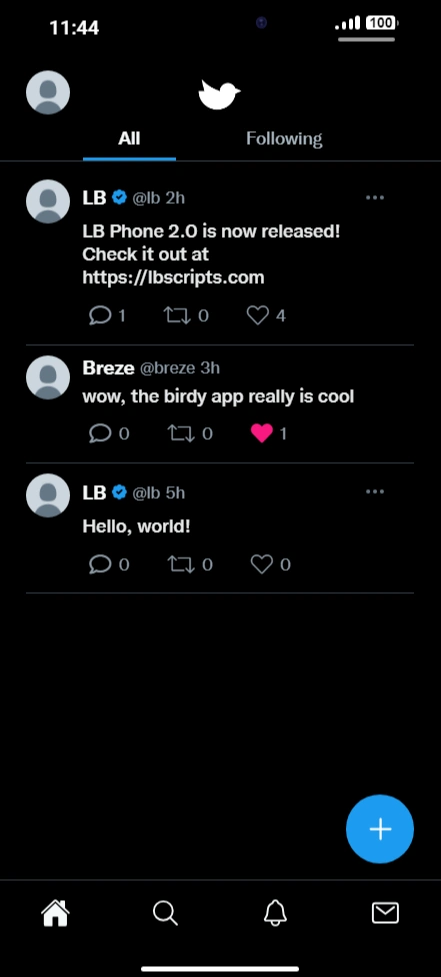 11:44
100
All
Following
LB @lb 2h
LB Phone 2.0 is now released!
Check it out at
https://lbscripts.com
1 0 4
Breze @breze 3h
wow, the birdy app really is cool
0 0 1
LB @lb 5h
Hello, world!
0 0 0